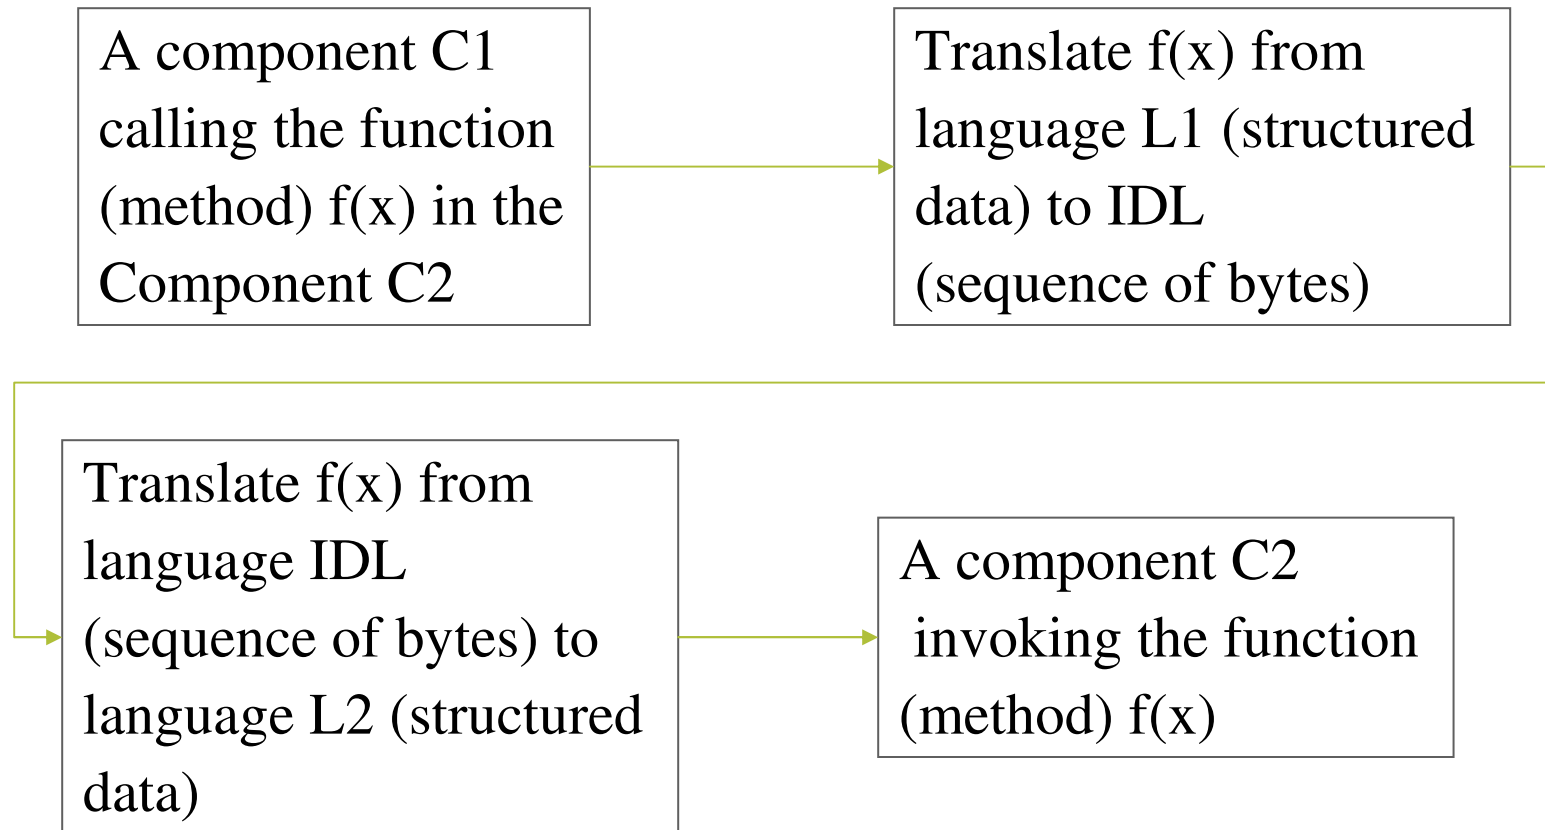 A component C1
calling the function
(method) f(x) in the
Component C2
Translate f(x) from
language L1 (structured
data) to IDL
(sequence of bytes)
Translate f(x) from
language IDL
(sequence of bytes) to
language L2 (structured
data)
A component C2
invoking the function
(method) f(x)